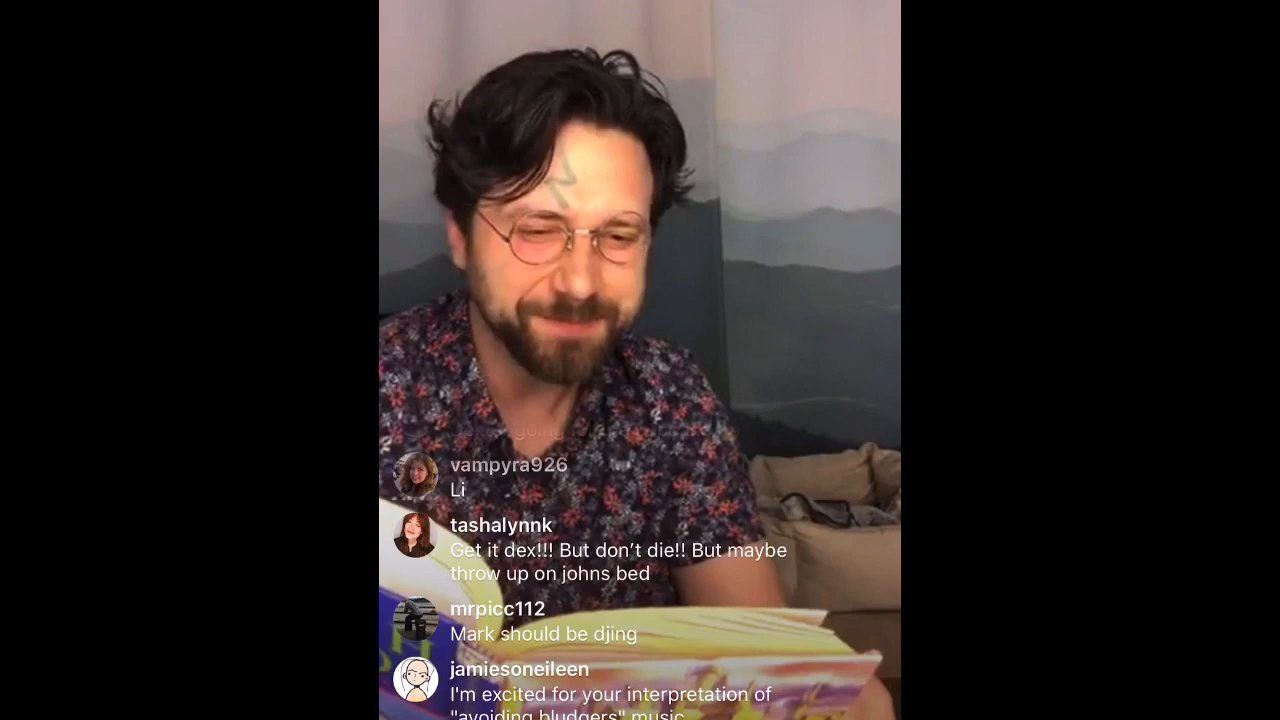 going
vampyra926
Li
tashalynnk
Get it dex!!! But don’t die!! But maybe
throw up on johns bed
mrpicc112
Mark should be djing
jamiesoneileen
I'm excited for your interpretation of
"avoiding bludgers" music